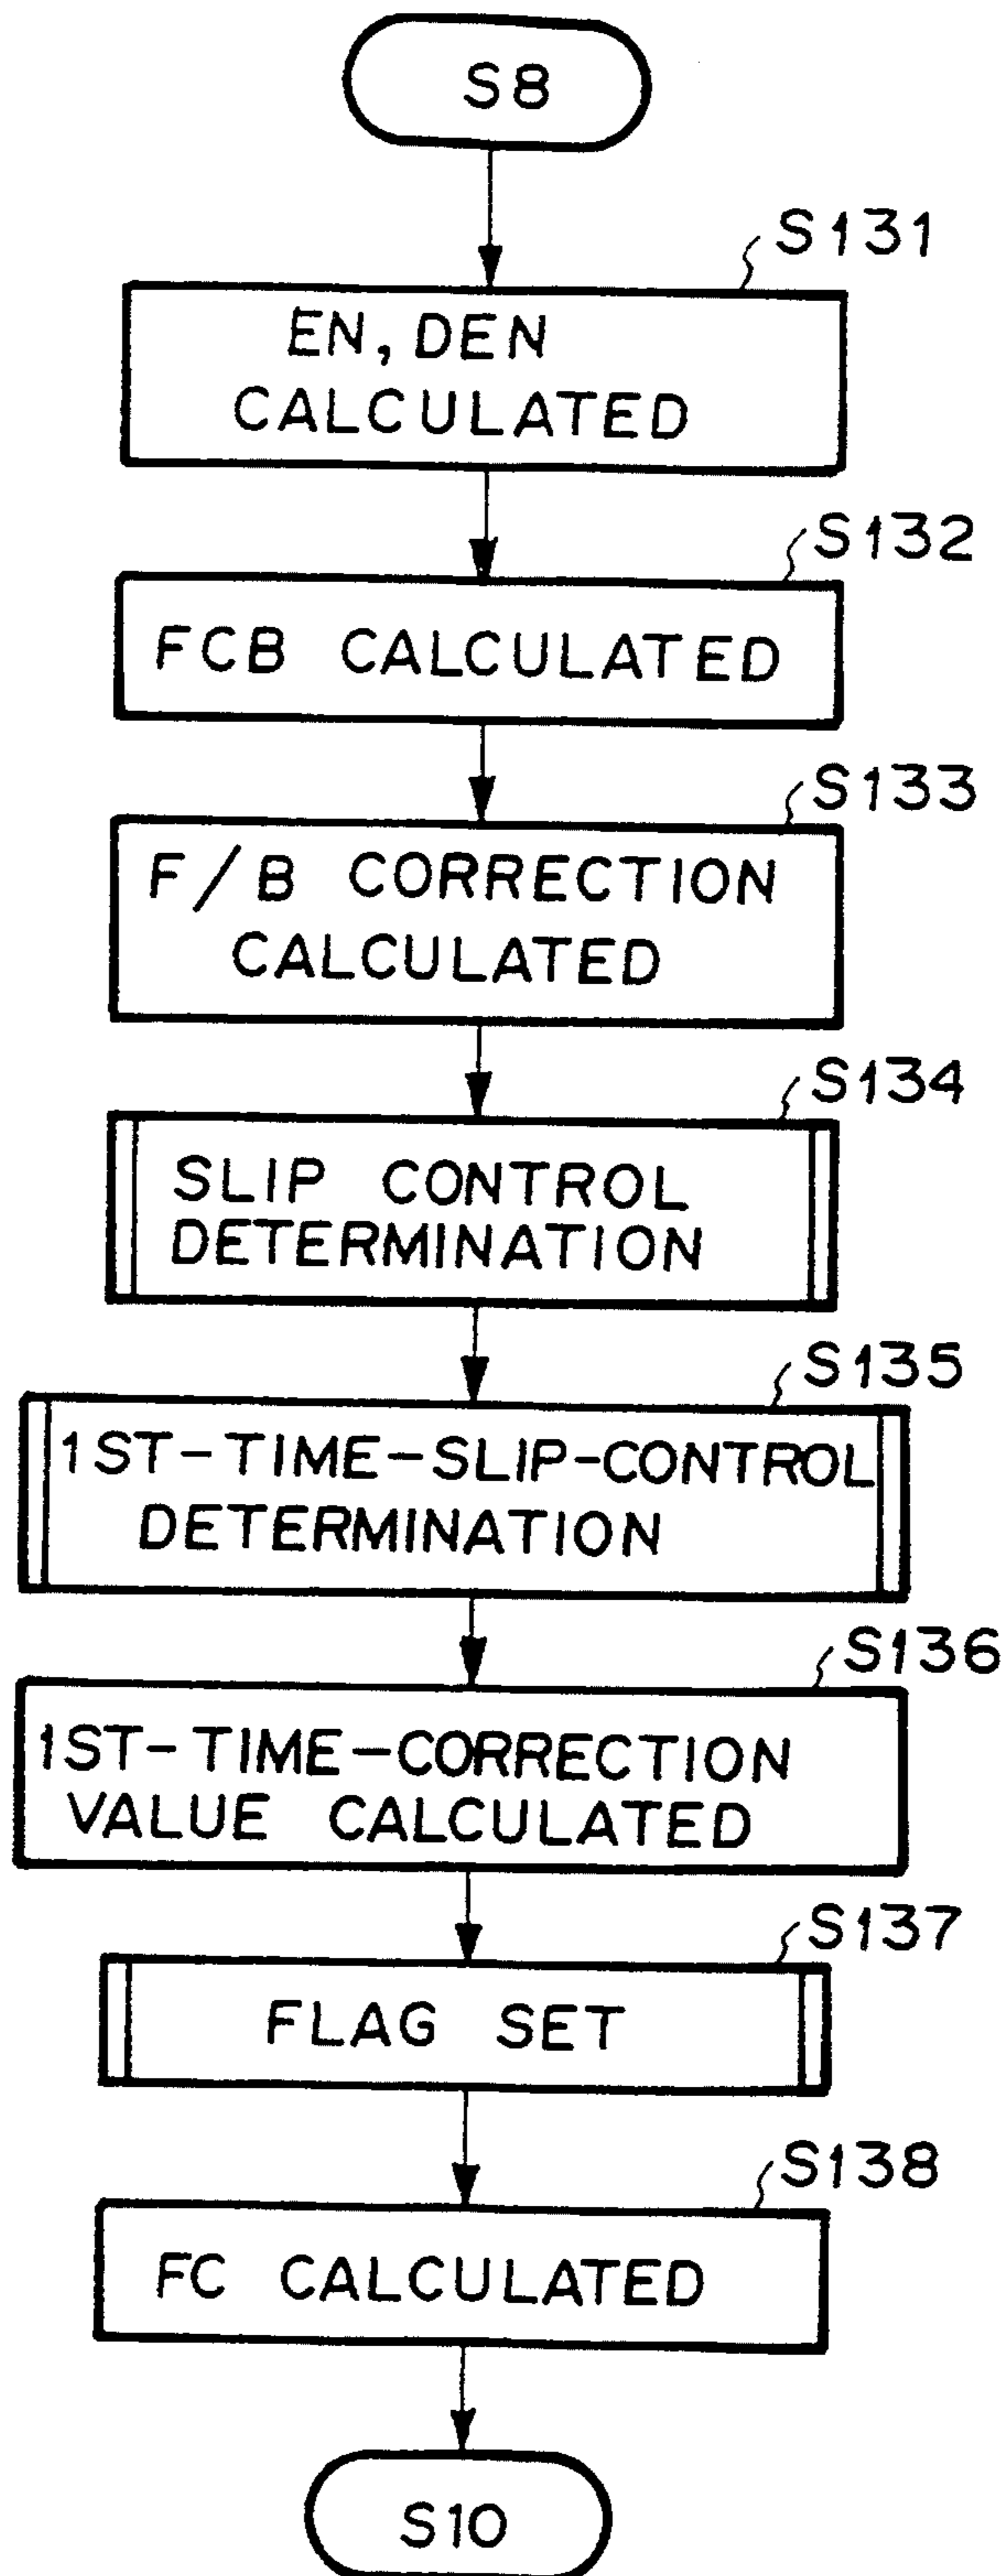 S8
S131
EN, DEN
CALCULATED
S132
FCB CALCULATED
S133
F/B CORRECTION
CALCULATED
S134
SLIP CONTROL
DETERMINATION
S135
1ST-TIME-SLIP-CONTROL
DETERMINATION
S136
1ST-TIME-CORRECTION
VALUE CALCULATED
S137
FLAG SET
S138
FC CALCULATED
S10